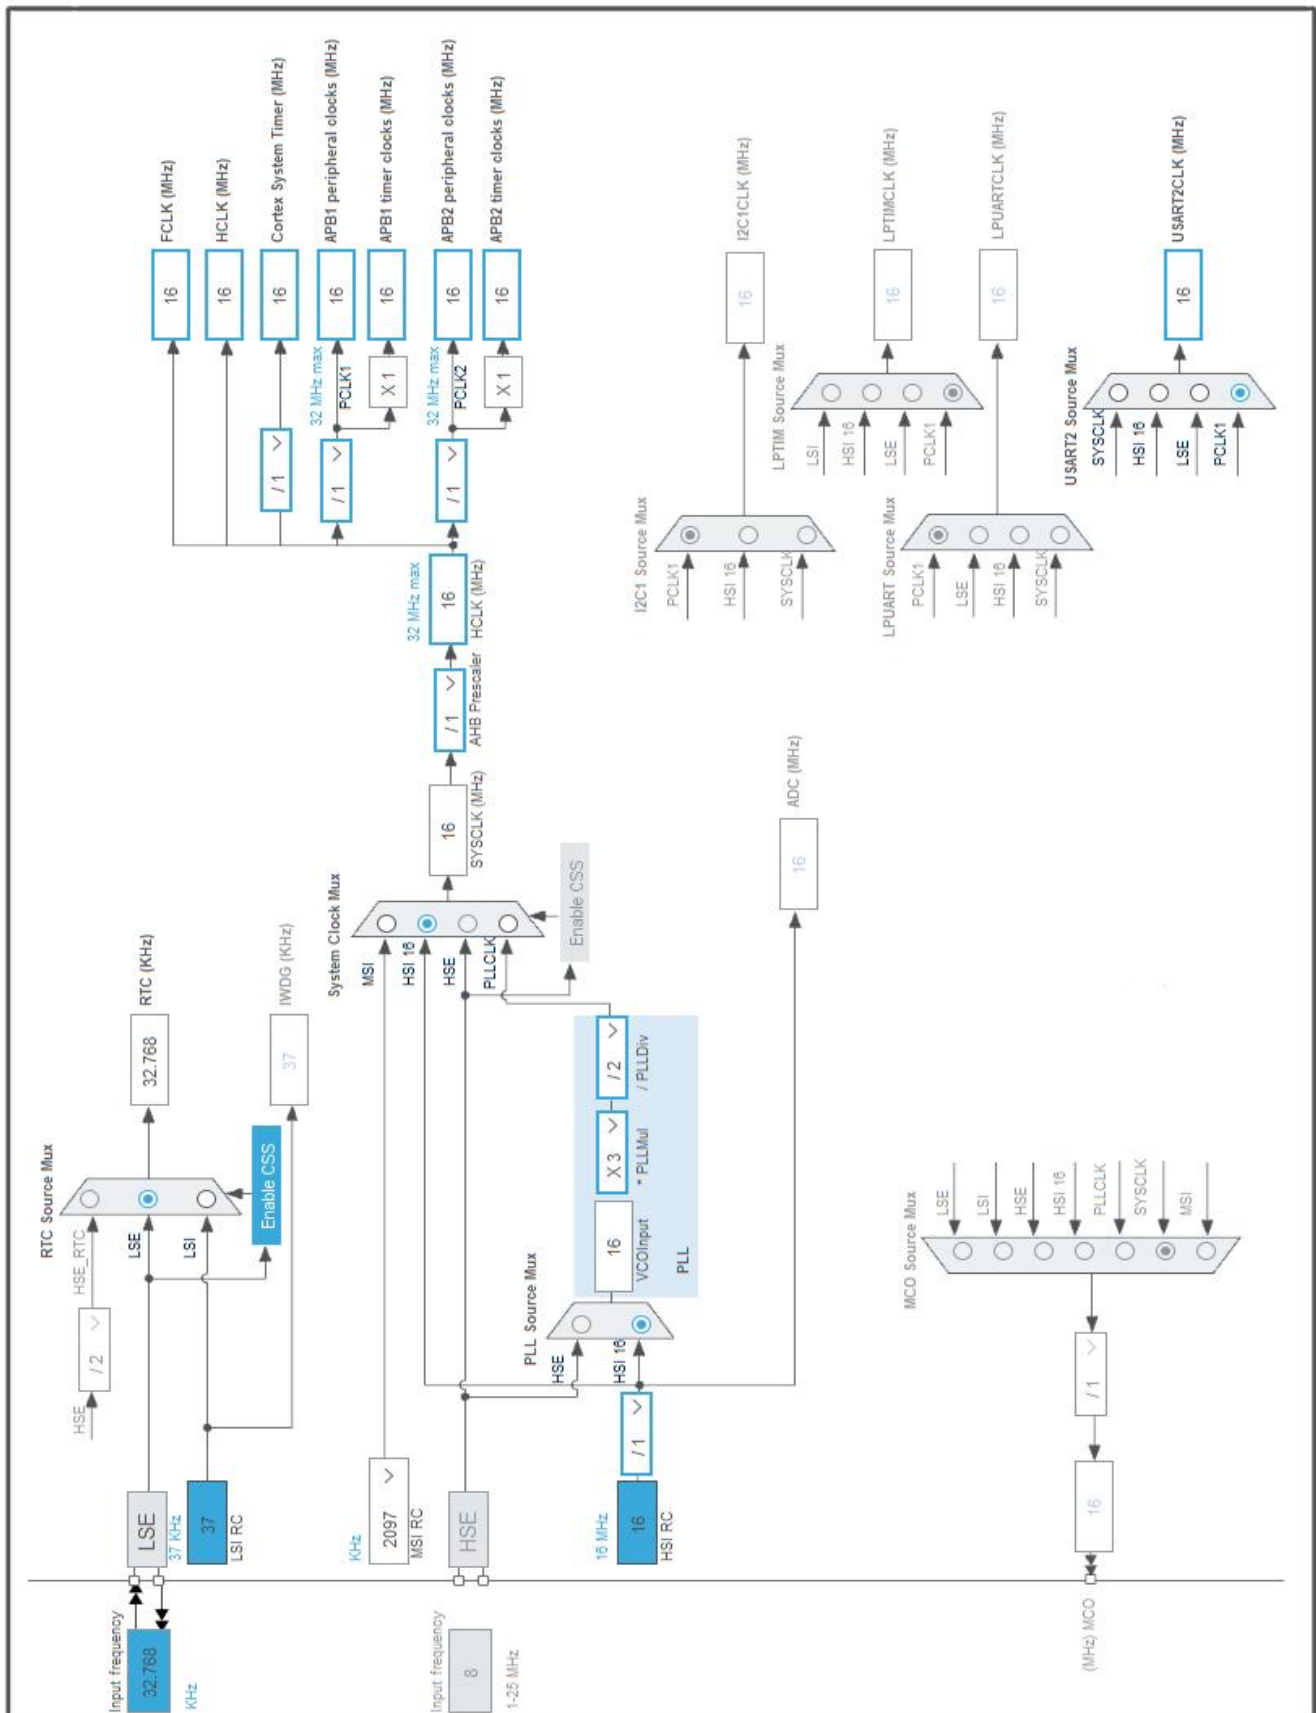 Input frequency
32.768
KHz
LSE
37 KHz
37
LSI RC
HSE
/ 2
HSE_RTC
LSE
LSI
RTC Source Mux
Enable CSS
32.768
RTC (KHz)
37
IWDG (KHz)
Input frequency
8
1-25 MHz
KHz
2097
MSI RC
HSE
16 MHz
16
HSI RC
/ 1
PLL Source Mux
HSE
HSI 16
16
VCOInput
X 3
* PLLMul
/ 2
/ PLLDiv
PLL
System Clock Mux
MSI
HSI 16
HSE
PLLCLK
Enable CSS
16
SYSCLK (MHz)
/ 1
AHB Prescaler
32 MHz max
16
HCLK (MHz)
16
FCLK (MHz)
16
HCLK (MHz)
/ 1
16
Cortex System Timer (MHz)
/ 1
32 MHz max
PCLK1
16
APB1 peripheral clocks (MHz)
X 1
16
APB1 timer clocks (MHz)
/ 1
32 MHz max
PCLK2
16
APB2 peripheral clocks (MHz)
X 1
16
APB2 timer clocks (MHz)
16
ADC (MHz)
I2C1 Source Mux
PCLK1
HSI 16
SYSCLK
16
I2C1CLK (MHz)
LPTIM Source Mux
LSI
HSI 16
LSE
PCLK1
16
LPTIMCLK (MHz)
LPUART Source Mux
PCLK1
LSE
HSI 16
SYSCLK
16
LPUARTCLK (MHz)
USART2 Source Mux
SYSCLK
HSI 16
LSE
PCLK1
16
USART2CLK (MHz)
(MHz) MCO
16
/ 1
MCO Source Mux
LSE
LSI
HSE
HSI 16
PLLCLK
SYSCLK
MSI